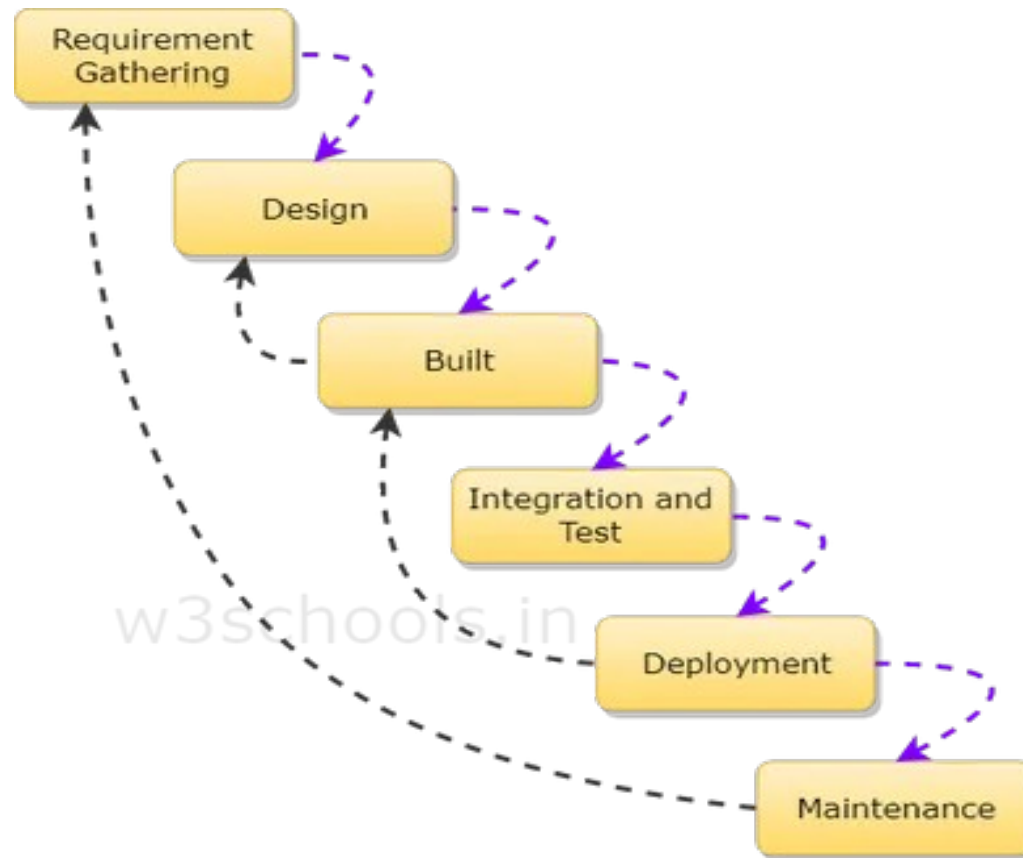 Requirement
Gathering
Design
Built
Integration and
Test
w3schools.in
Deployment
Maintenance